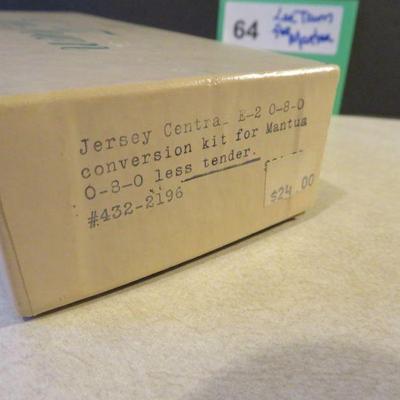 64
Jersey Central E-2 0-8-0
conversion kit for Mantua
0-8-0 less tender.
#432-2196
$24.00